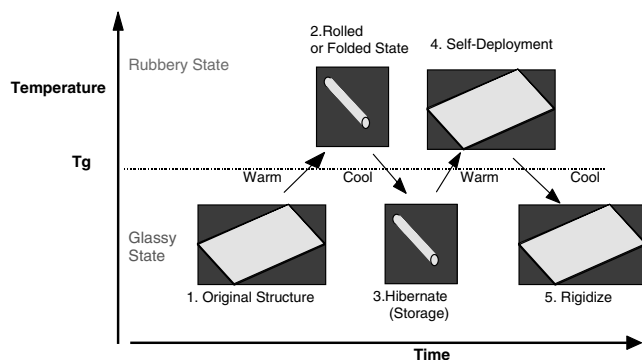 2.Rolled
or Folded State
4. Self-Deployment
Rubbery State
Temperature
Tg
Warm
Cool
Warm
Cool
Glassy
State
1. Original Structure
3.Hibernate
(Storage)
5. Rigidize
Time